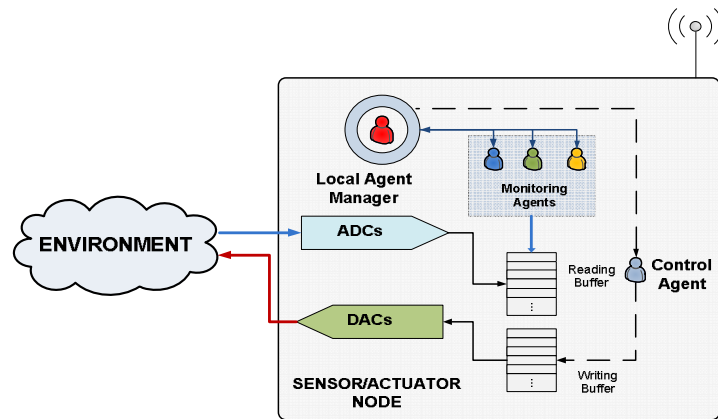 Local Agent
Manager
Monitoring
Agents
ENVIRONMENT
ADCs
Reading
Buffer
Control
Agent
DACs
Writing
Buffer
SENSOR/ACTUATOR
NODE